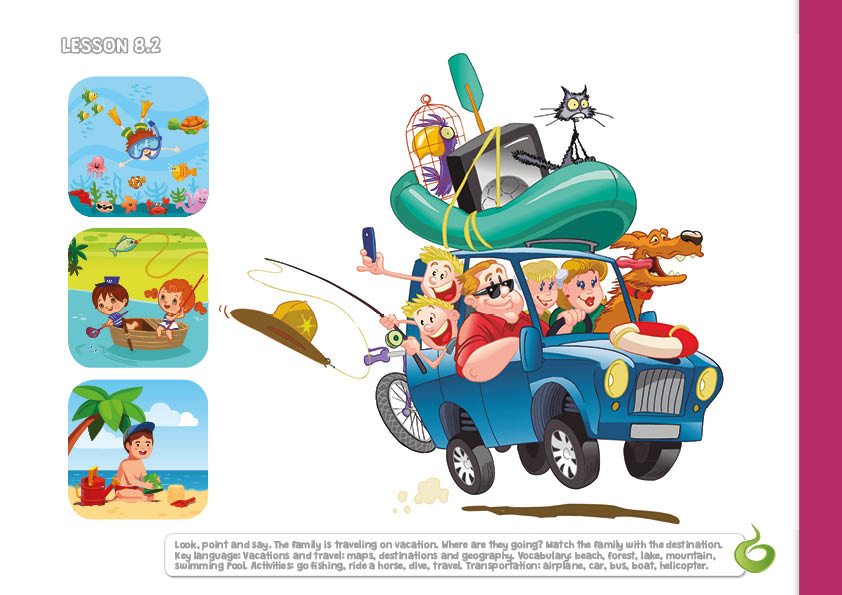 LESSON 8.2
Look, point and say. The family is traveling on vacation. Where are they going? Match the family with the destination.
Key language: Vacations and travel: maps, destinations and geography. Vocabulary: beach, forest, lake, mountain,
swimming Pool. Activities: go fishing, ride a horse, dive, travel. Transportation: airplane, car, bus, boat, helicopter.